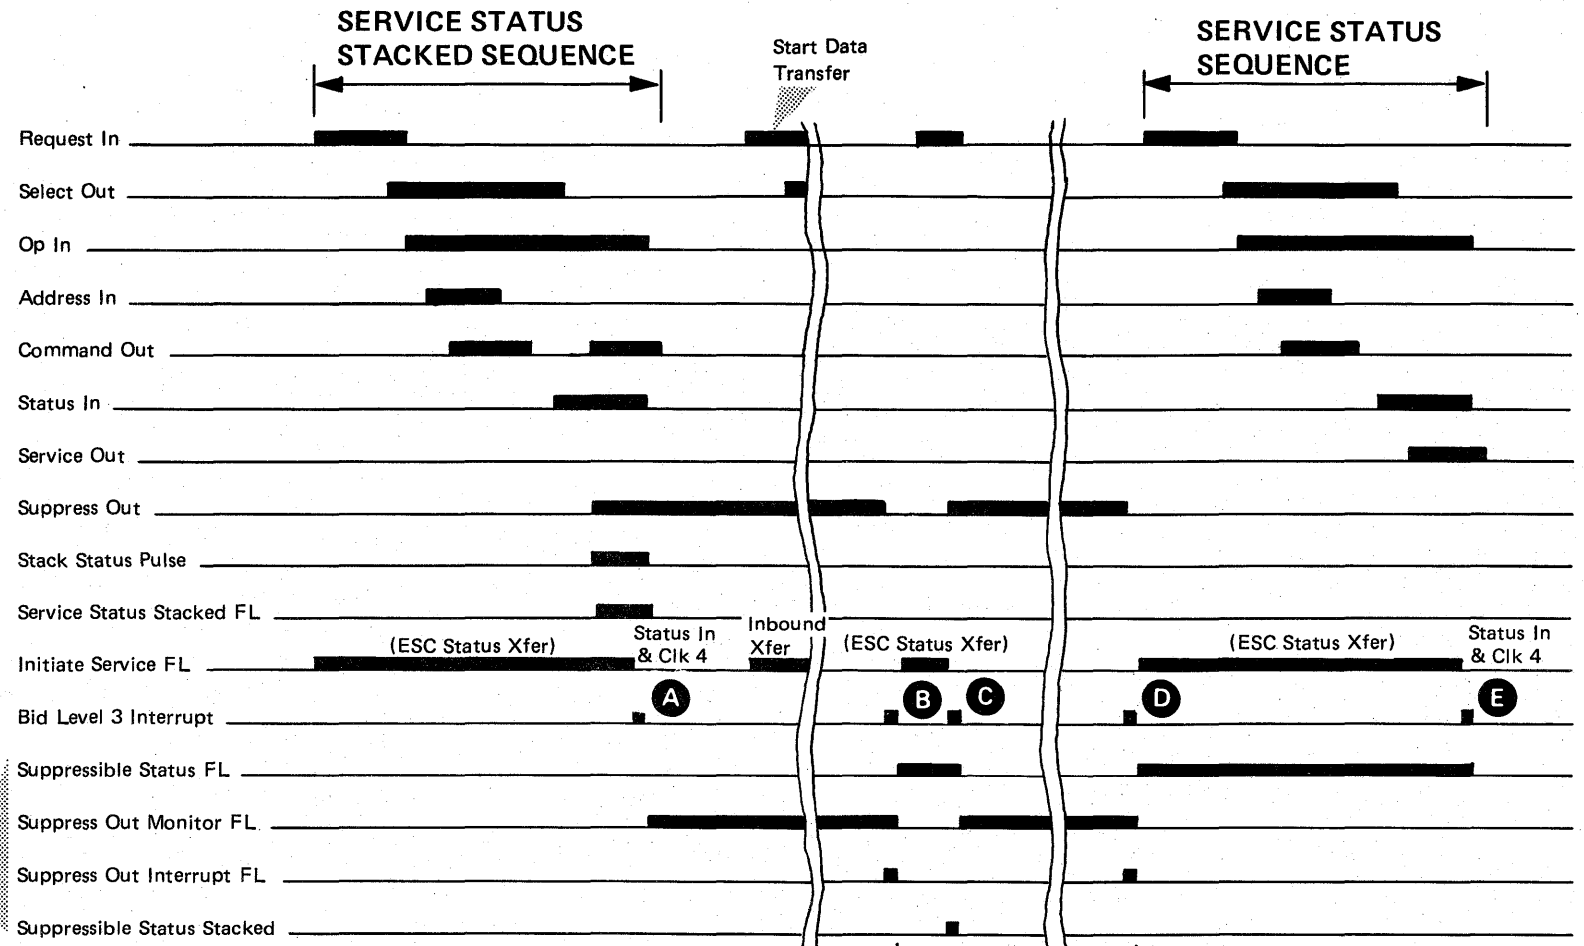 SERVICE STATUS
STACKED SEQUENCE
Start Data
Transfer
SERVICE STATUS
SEQUENCE
Request In
Select Out
Op In
Address In
Command Out
Status In
Service Out
Suppress Out
Stack Status Pulse
Service Status Stacked FL
Initiate Service FL
(ESC Status Xfer)
Status In
& Clk 4
Inbound
Xfer
(ESC Status Xfer)
(ESC Status Xfer)
Status In
& Clk 4
A
B
C
D
E
Bid Level 3 Interrupt
Suppressible Status FL
Suppress Out Monitor FL
Suppress Out Interrupt FL
Suppressible Status Stacked